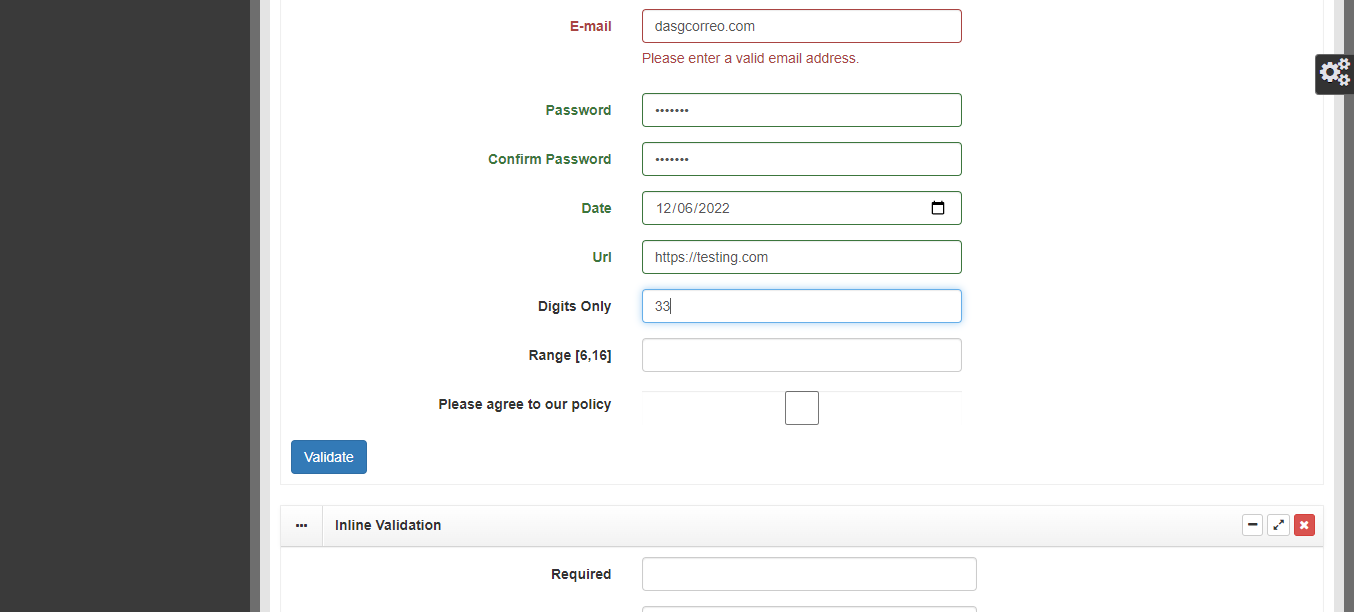 E-mail dasgcorreo.com
Please enter a valid email address.
Password •••••••
Confirm Password •••••••
Date 12/06/2022
Url https://testing.com
Digits Only 33
Range [6,16]
Please agree to our policy
Validate
Inline Validation
Required